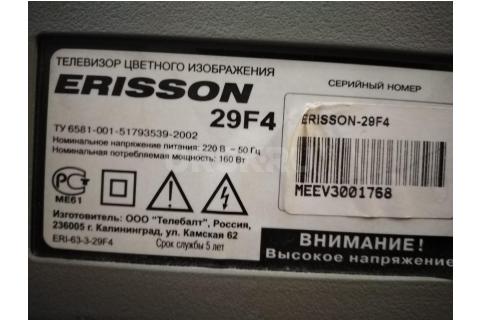 ТЕЛЕВИЗОР ЦВЕТНОГО ИЗОБРАЖЕНИЯ
ERISSON
29F4
ТУ 6581-001-51793539-2002
Номинальное напряжение питания: 220 В ~ 50 Гц
Номинальная потребляемая мощность: 160 Вт
МЕ61
Изготовитель: ООО "Телебалт", Россия,
236005 г. Калининград, ул. Камская 62
ERI-63-3-29F4 Срок службы 5 лет
СЕРИЙНЫЙ НОМЕР
ERISSON-29F4
MEEV3001768
ВНИМАНИЕ!
Высокое напряжение